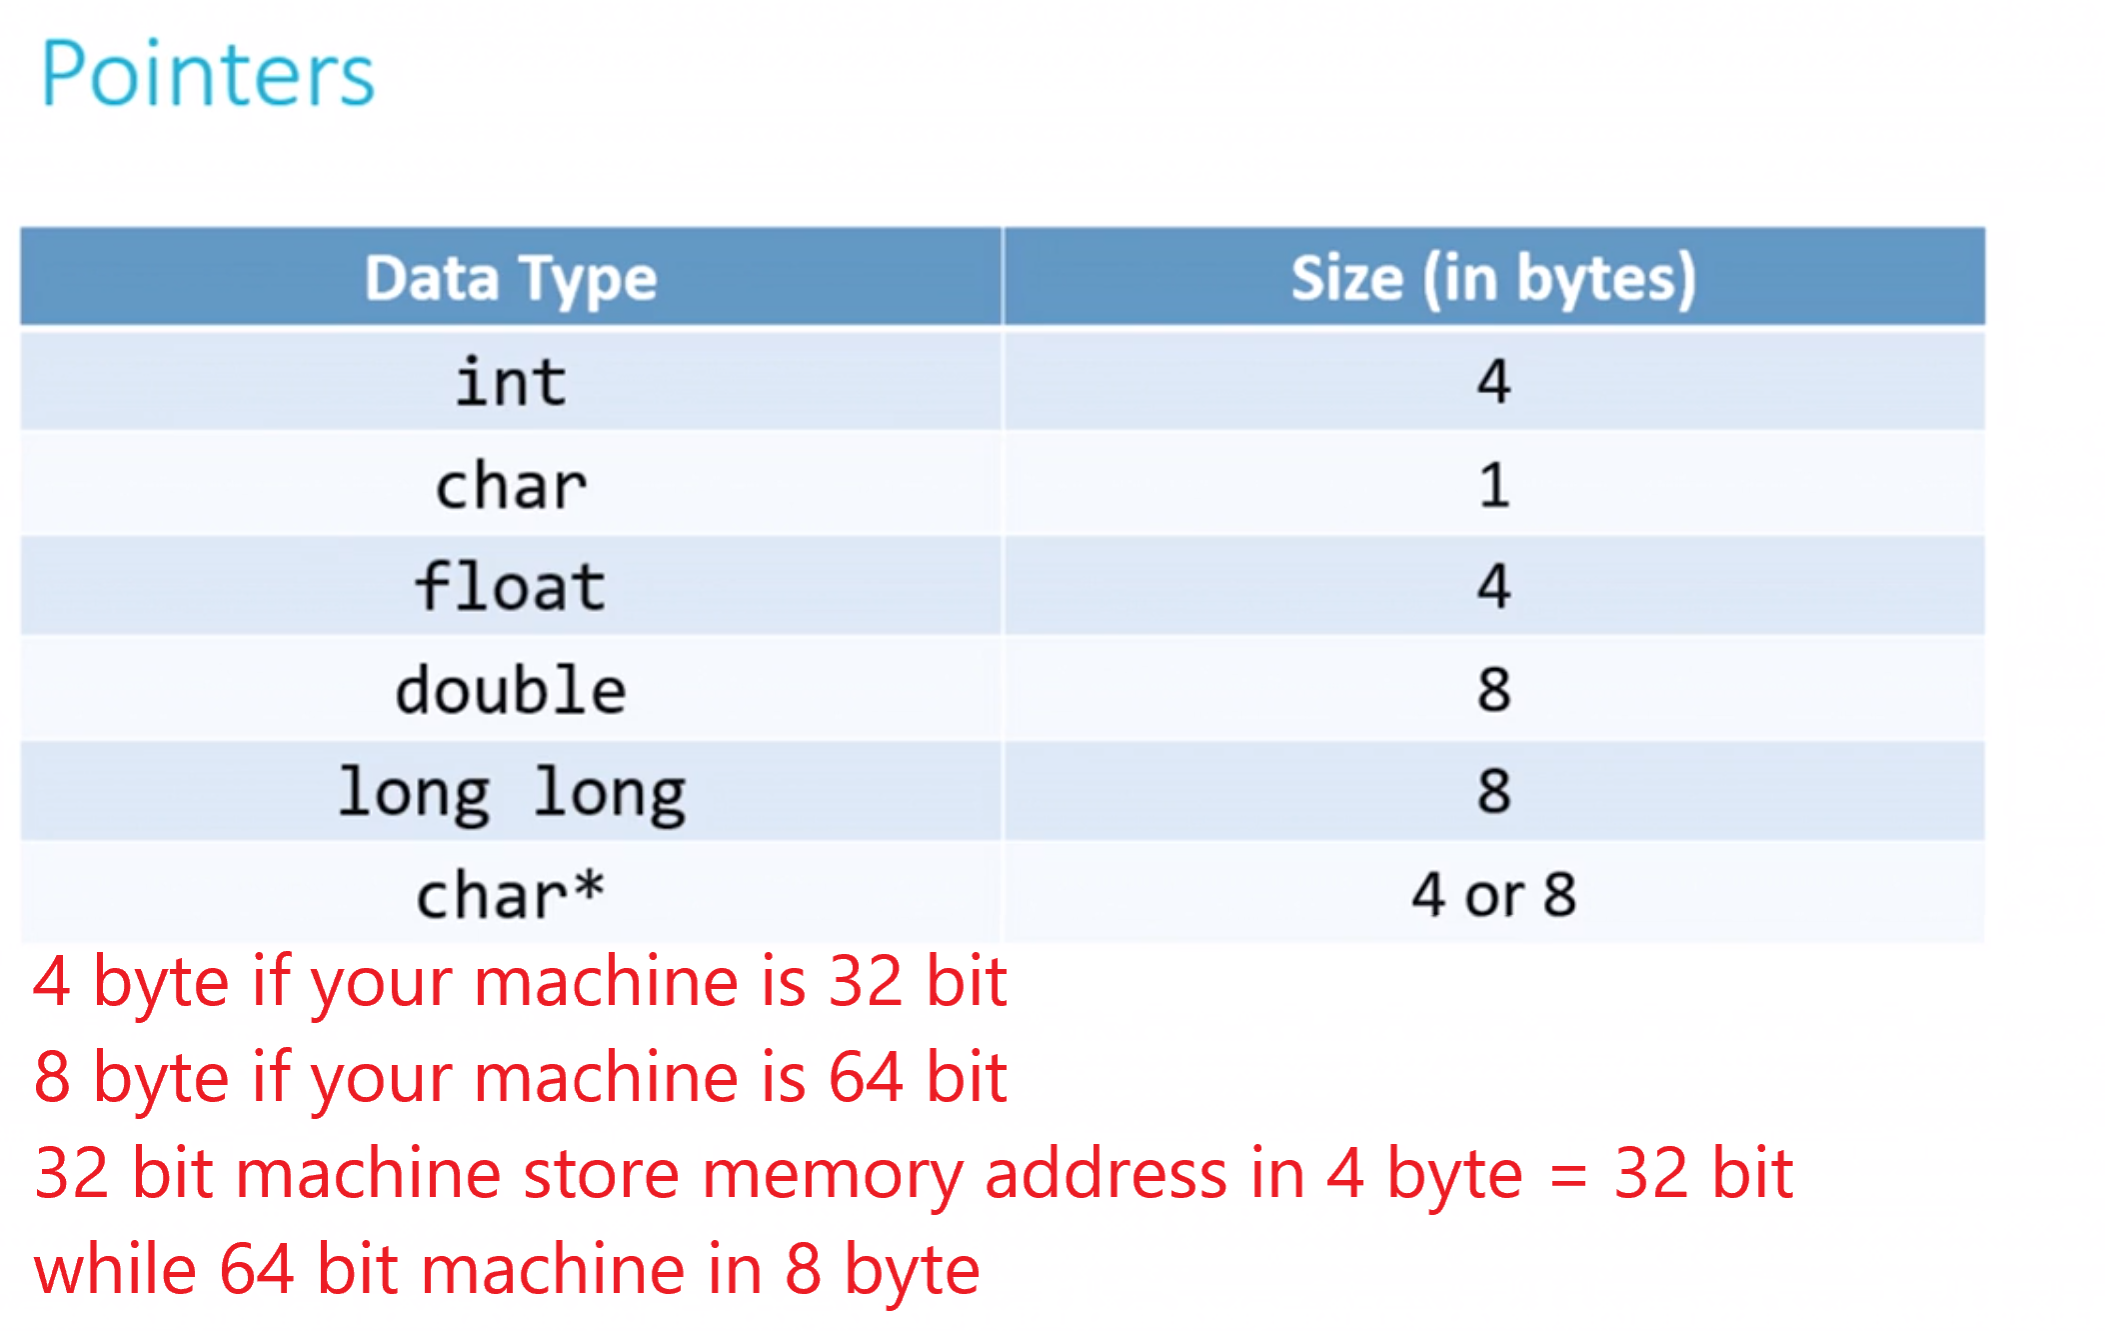 Pointers
Data Type Size (in bytes)
int 4
char 1
float 4
double 8
long long 8
char* 4 or 8
4 byte if your machine is 32 bit
8 byte if your machine is 64 bit
32 bit machine store memory address in 4 byte = 32 bit
while 64 bit machine in 8 byte